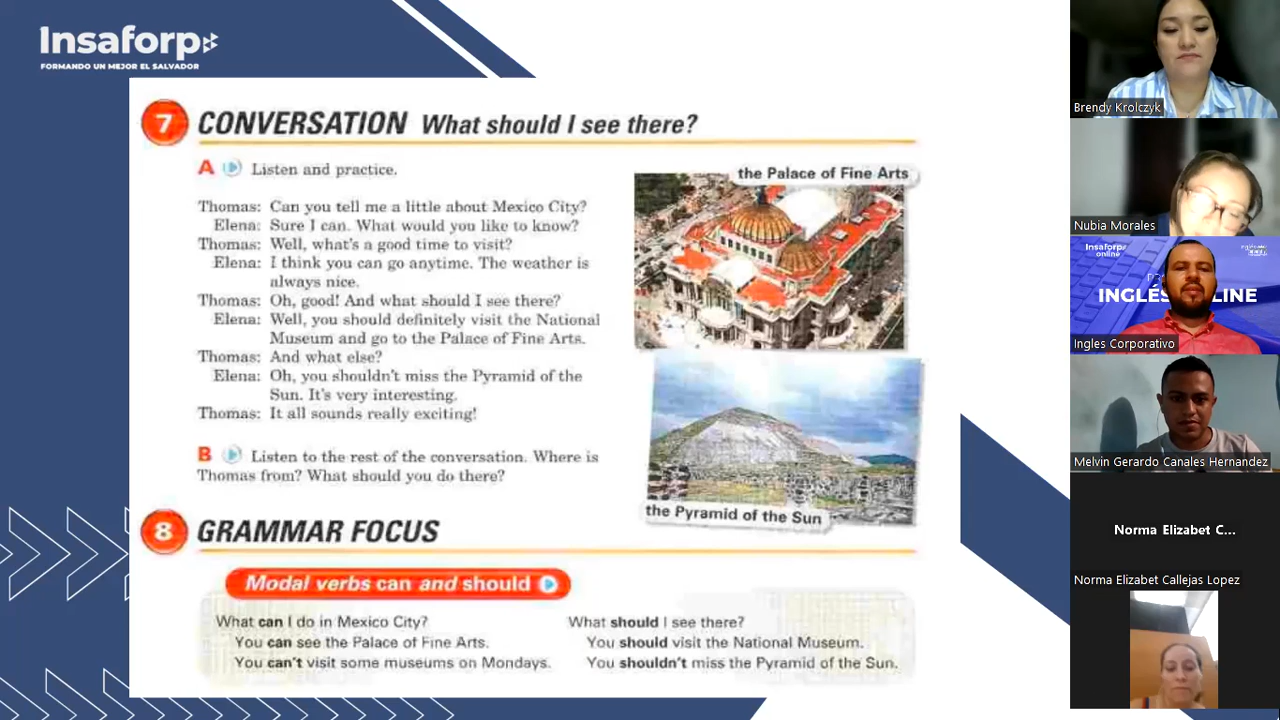 Insaforp
FORMANDO UN MEJOR EL SALVADOR
7 CONVERSATION What should I see there?
A Listen and practice.
Thomas: Can you tell me a little about Mexico City?
Elena: Sure I can. What would you like to know?
Thomas: Well, what's a good time to visit?
Elena: I think you can go anytime. The weather is
always nice.
Thomas: Oh, good! And what should I see there?
Elena: Well, you should definitely visit the National
Museum and go to the Palace of Fine Arts.
Thomas: And what else?
Elena: Oh, you shouldn't miss the Pyramid of the
Sun. It's very interesting.
Thomas: It all sounds really exciting!
the Palace of Fine Arts
the Pyramid of the Sun
B Listen to the rest of the conversation. Where is
Thomas from? What should you do there?
8 GRAMMAR FOCUS
Modal verbs can and should
What can I do in Mexico City?
You can see the Palace of Fine Arts.
You can't visit some museums on Mondays.
What should I see there?
You should visit the National Museum.
You shouldn't miss the Pyramid of the Sun.
Brendy Krolczyk
Nubia Morales
Insaforp
online
INGLÉS ONLINE
Ingles Corporativo
Melvin Gerardo Canales Hernandez
Norma Elizabet C...
Norma Elizabet Callejas Lopez